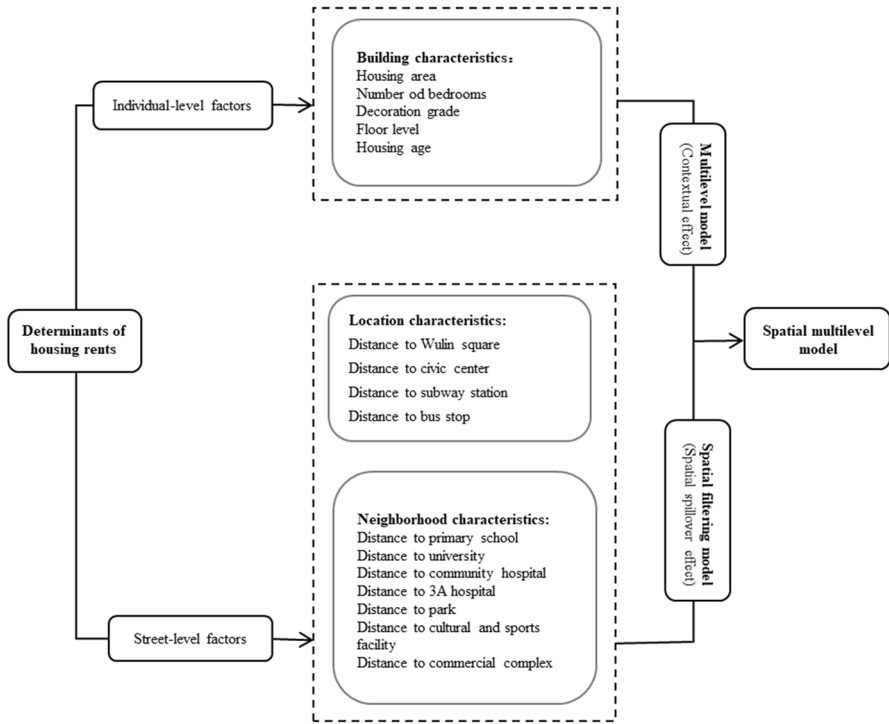 Determinants of
housing rents
Individual-level factors
Building characteristics：
Housing area
Number od bedrooms
Decoration grade
Floor level
Housing age
Street-level factors
Location characteristics:
Distance to Wulin square
Distance to civic center
Distance to subway station
Distance to bus stop
Neighborhood characteristics:
Distance to primary school
Distance to university
Distance to community hospital
Distance to 3A hospital
Distance to park
Distance to cultural and sports
facility
Distance to commercial complex
Multilevel model
(Contextual effect)
Spatial filtering model
(Spatial spillover effect)
Spatial multilevel
model